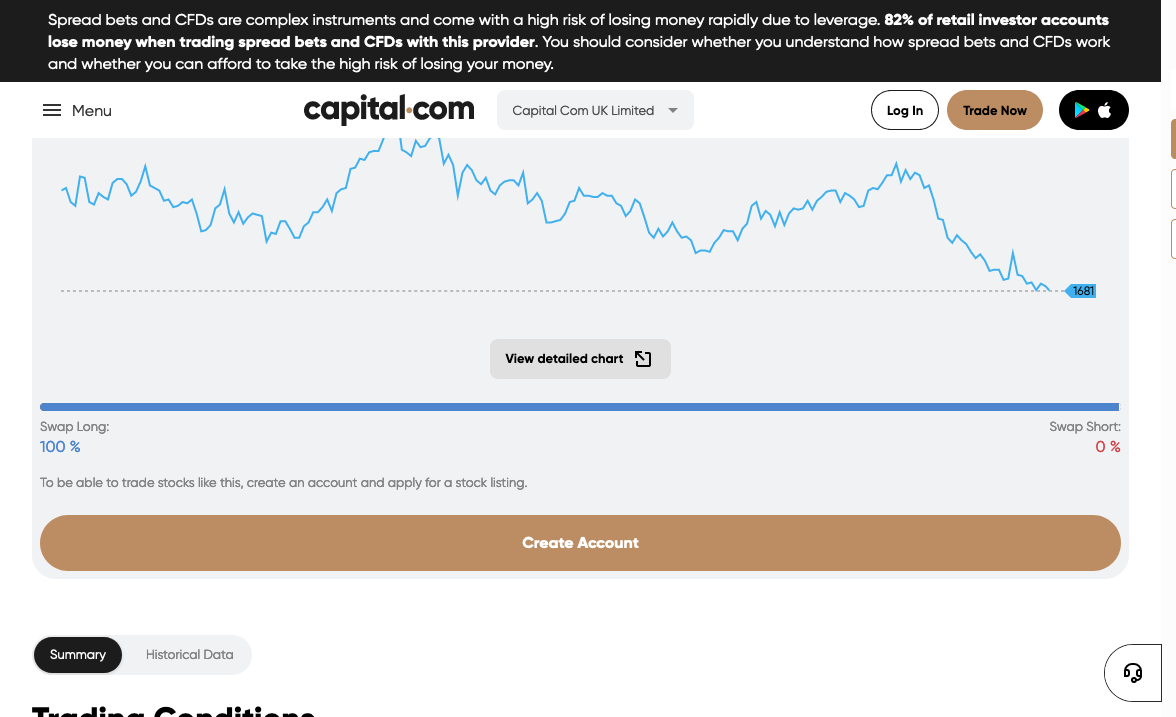 Spread bets and CFDs are complex instruments and come with a high risk of losing money rapidly due to leverage. 82% of retail investor accounts
lose money when trading spread bets and CFDs with this provider. You should consider whether you understand how spread bets and CFDs work
and whether you can afford to take the high risk of losing your money.
Menu
capital.com
Capital Com UK Limited
Log In
Trade Now
1681
View detailed chart
Swap Long:
Swap Short:
100 %
0 %
To be able to trade stocks like this, create an account and apply for a stock listing.
Create Account
Summary
Historical Data
Trading Conditions